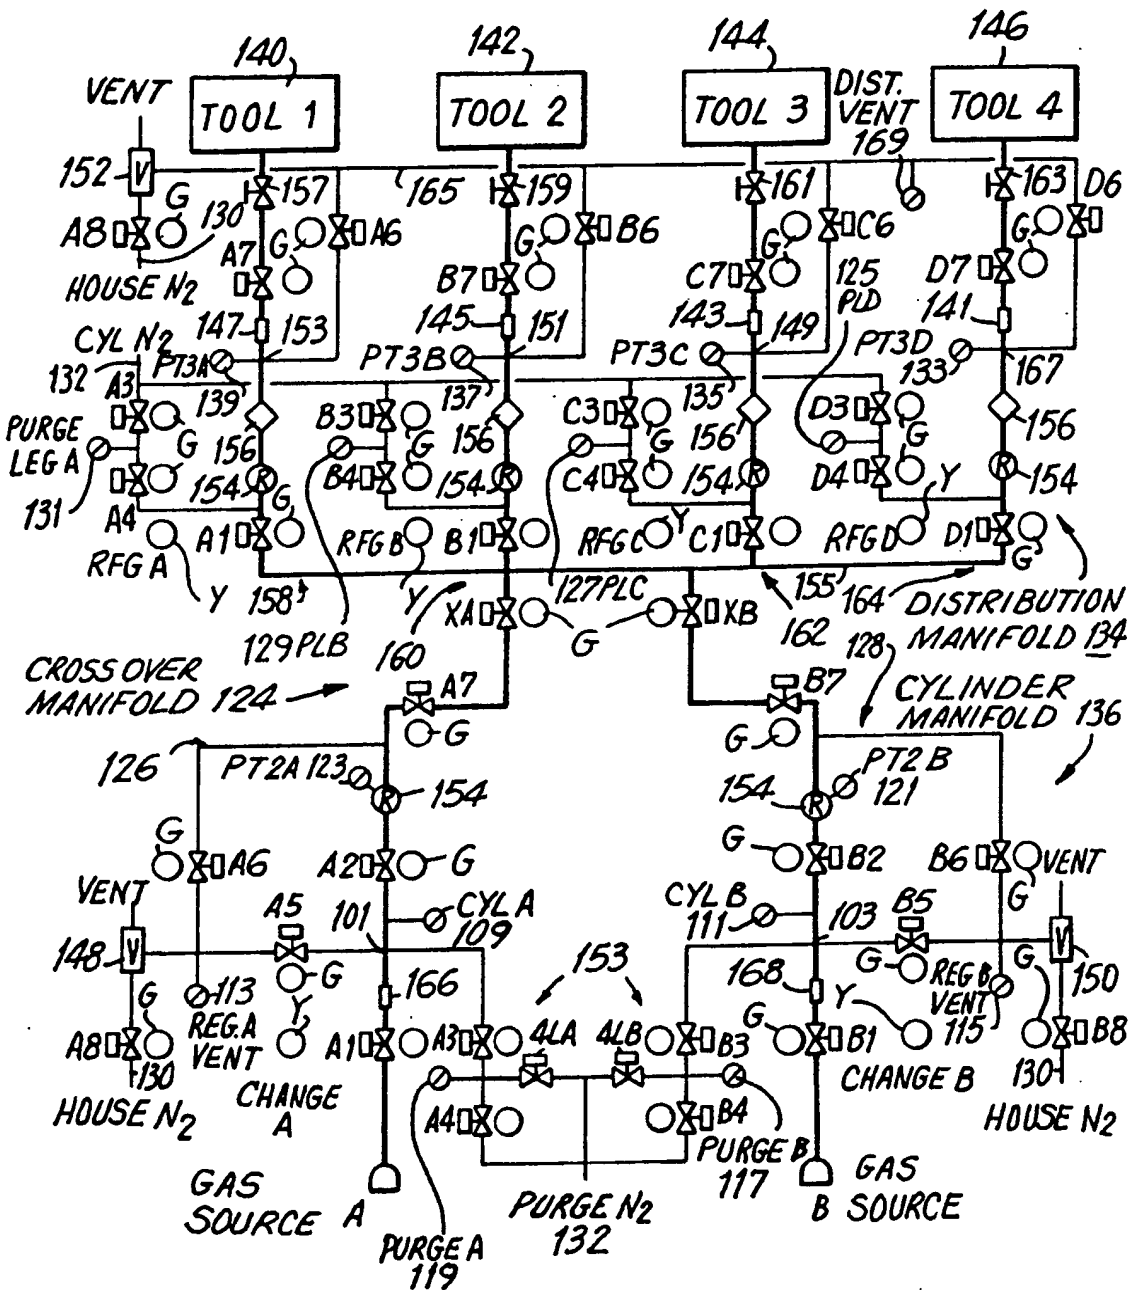 140
142
144
146
VENT
TOOL 1
TOOL 2
TOOL 3
DIST.
VENT
169
TOOL 4
152
V
G
157
165
159
161
163
D6
A8
130
A7
G
A6
G
B6
G
C6
G
HOUSE N2
B7
C7
125
PLD
D7
CYL N2
147
153
145
151
143
149
141
132
PT3A
PT3B
PT3C
PT3D
133
167
A3
139
B3
137
C3
135
D3
PURGE
LEG A
G
156
G
156
G
156
G
156
131
G
R
154
B4
R
154
C4
R
154
D4
R
154
A4
G
Y
Y
RFG A
A1
RFG B
B1
RFG C
C1
RFG D
D1
G
Y
158
Y
127 PLC
155
164
DISTRIBUTION
MANIFOLD 134
129 PLB
160
XA
G
XB
162
128
CROSS OVER
MANIFOLD 124
A7
B7
CYLINDER
MANIFOLD 136
G
G
126
PT2A 123
R
154
154
R
PT2 B
121
G
A6
A2
G
G
B2
B6
G
VENT
VENT
A5
CYL A
109
CYL B
111
B5
101
103
148
V
G
G
V
150
113
REG. A
VENT
Y
166
153
168
Y
REG B
VENT
115
G
G
G
A8
A1
A3
4LA
4LB
B3
B1
B8
130
HOUSE N2
CHANGE
A
A4
B4
CHANGE B
130
HOUSE N2
PURGE B
117
GAS
SOURCE A
PURGE N2
132
B GAS
SOURCE
PURGE A
119